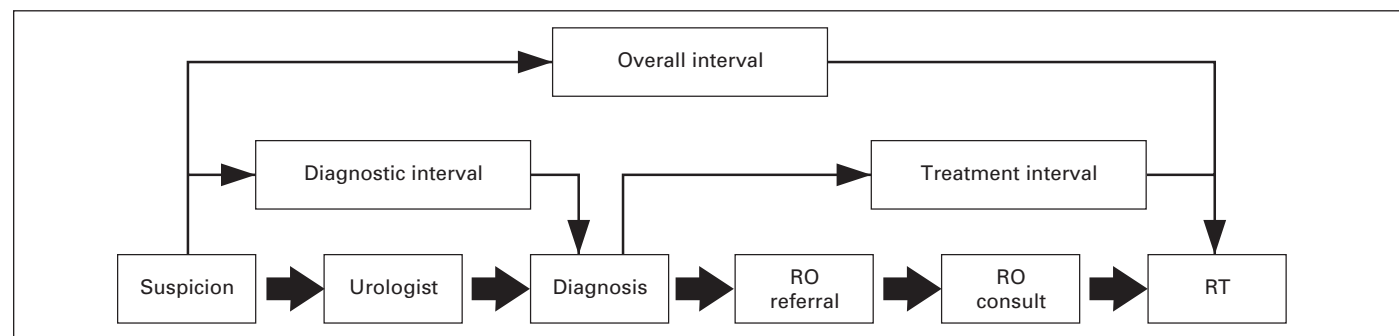 Overall interval
Diagnostic interval
Treatment interval
Suspicion
Urologist
Diagnosis
RO
referral
RO
consult
RT